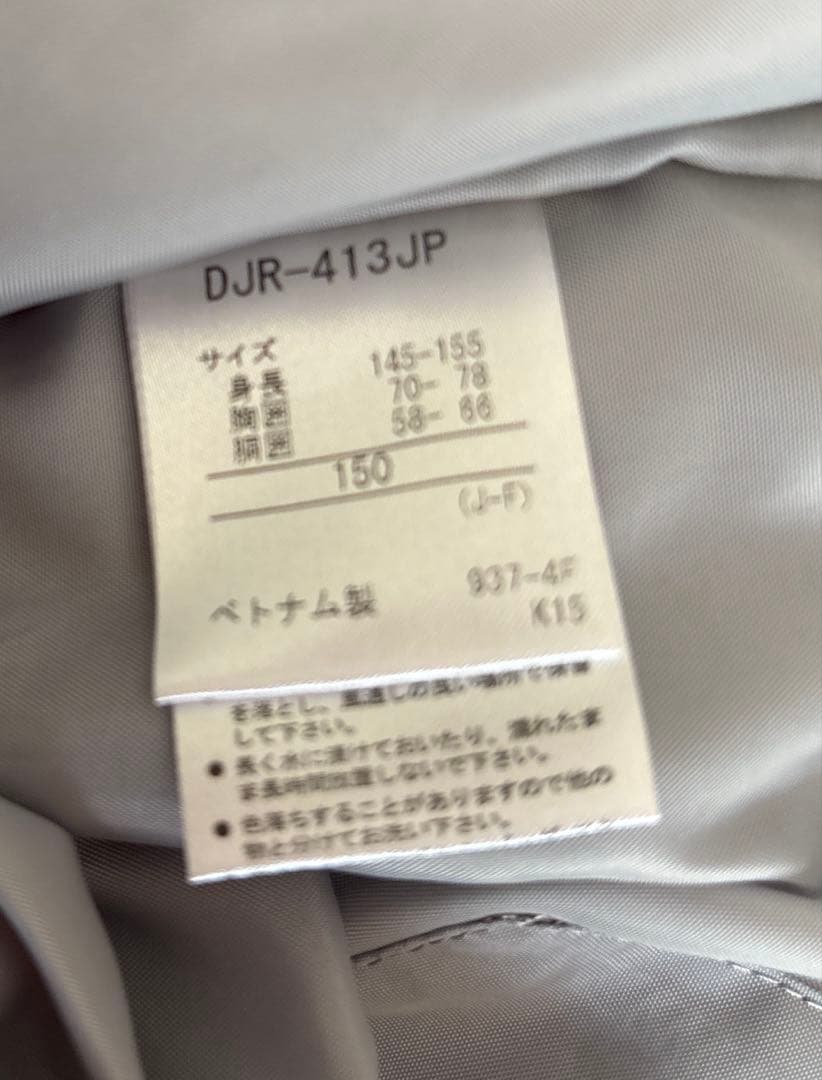 DJR-413JP
サイズ
身長 145-155
胸囲 70- 78
胴囲 58- 66
150
(J-F)
ベトナム製 937-4F
K15
を落とし、風通しの良い場所で保管
して下さい。
● 長く水に漬けておいたり、濡れたま
ま長時間放置しないで下さい。
● 色落ちすることがありますので他の
物と分けてお洗い下さい。